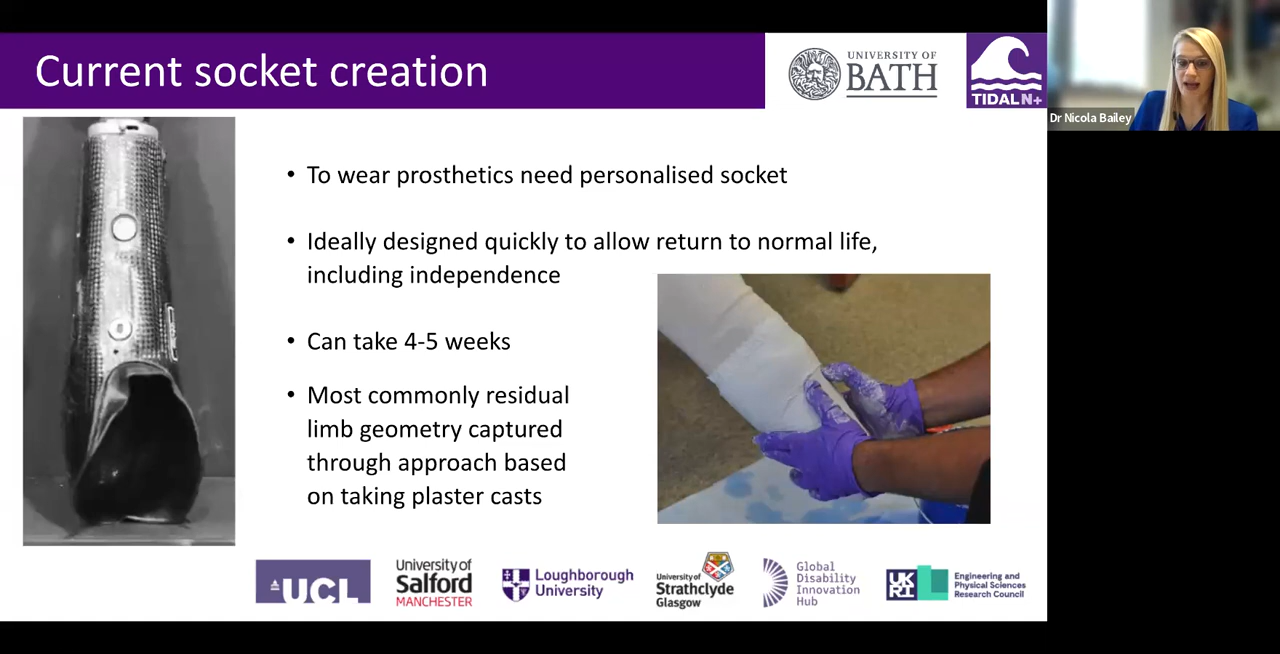 Current socket creation
UNIVERSITY OF
BATH
TIDAL N+
Dr Nicola Bailey
• To wear prosthetics need personalised socket
• Ideally designed quickly to allow return to normal life,
including independence
• Can take 4-5 weeks
• Most commonly residual
limb geometry captured
through approach based
on taking plaster casts
UCL
University of
Salford
MANCHESTER
Loughborough
University
University of
Strathclyde
Glasgow
Global
Disability
Innovation
Hub
UK
RI
Engineering and
Physical Sciences
Research Council